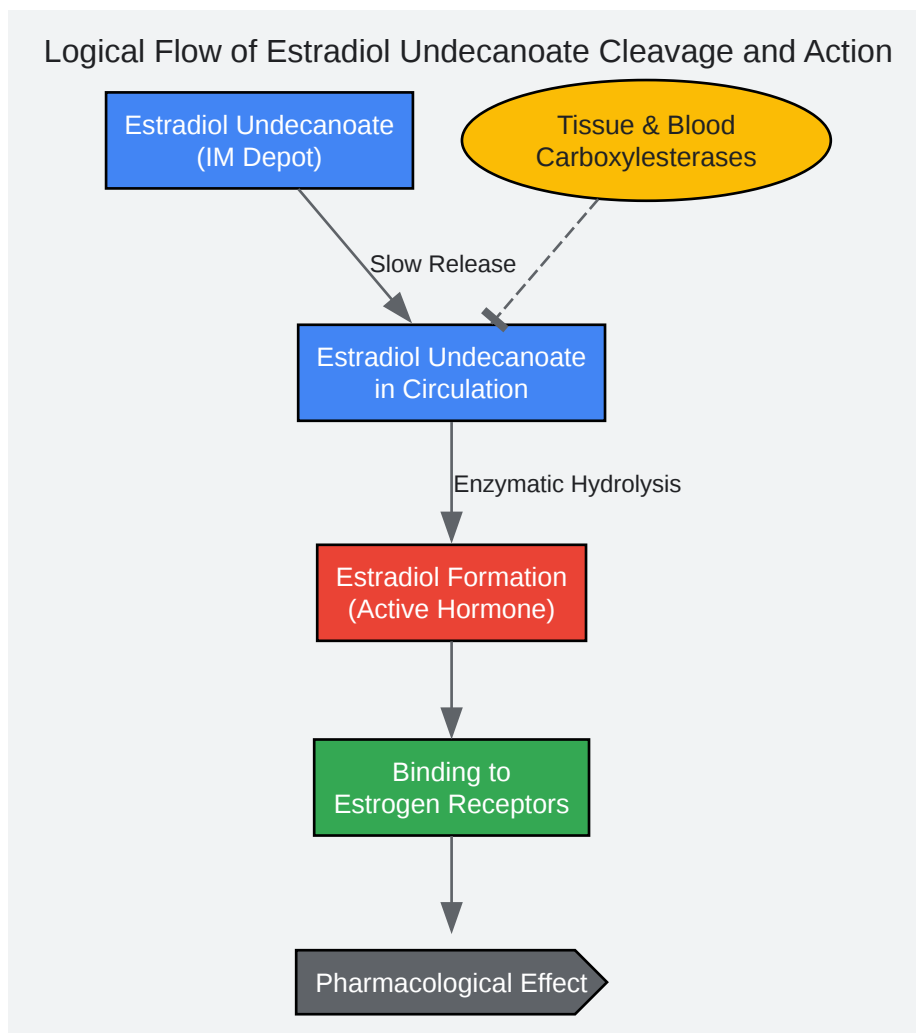 Logical Flow of Estradiol Undecanoate Cleavage and Action
Estradiol Undecanoate
(IM Depot)
Tissue & Blood
Carboxylesterases
Slow Release
Estradiol Undecanoate
in Circulation
Enzymatic Hydrolysis
Estradiol Formation
(Active Hormone)
Binding to
Estrogen Receptors
Pharmacological Effect